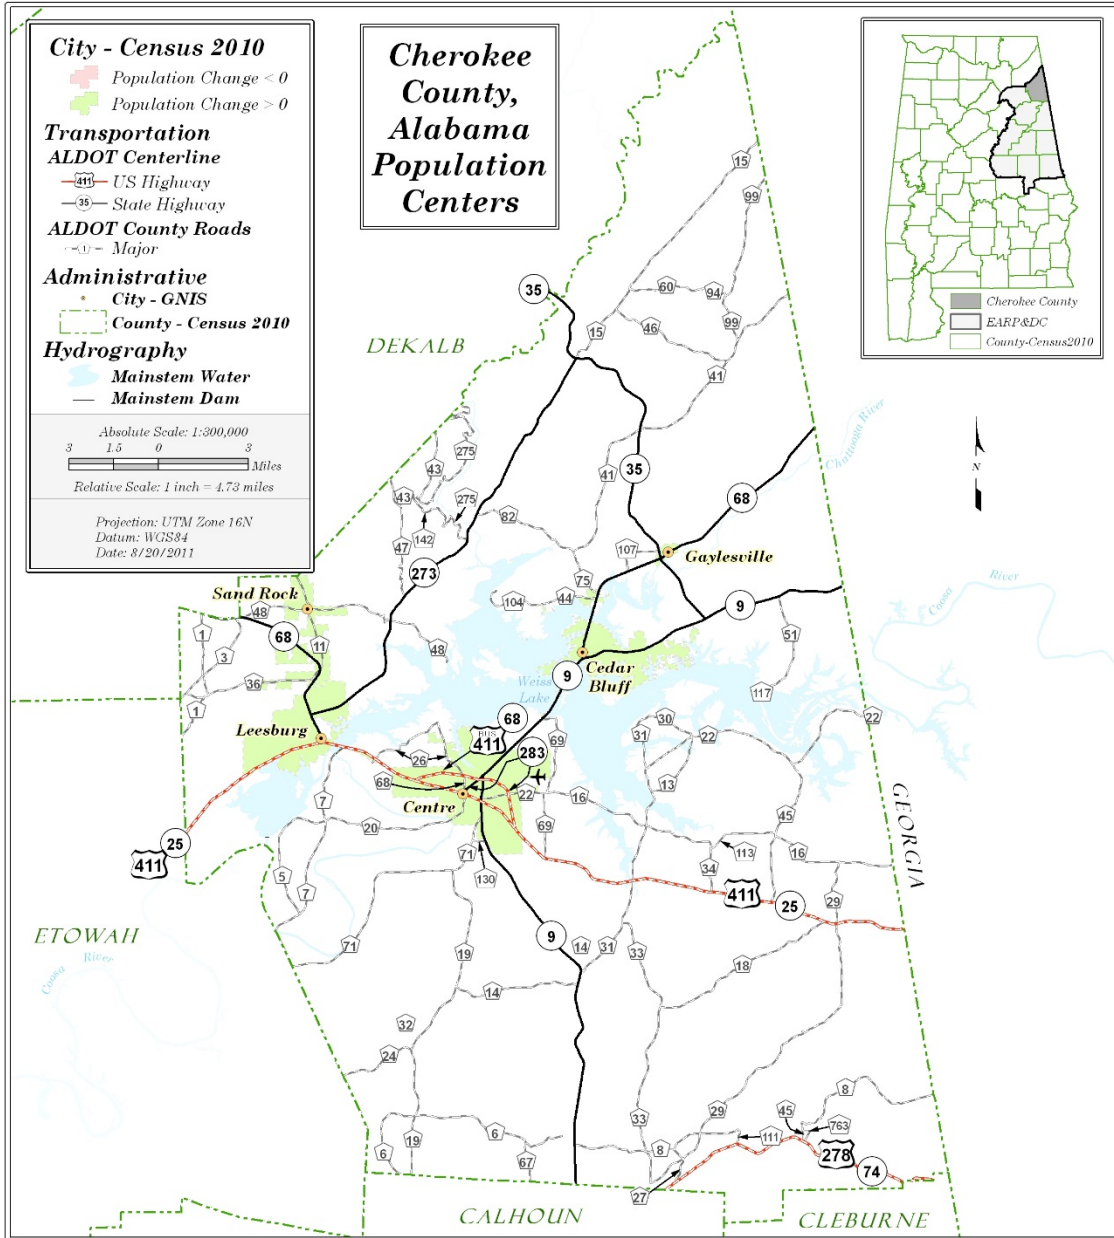 City - Census 2010
Population Change < 0
Population Change > 0
Transportation
ALDOT Centerline
411 US Highway
35 State Highway
ALDOT County Roads
1 Major
Administrative
City - GNIS
County - Census 2010
Hydrography
Mainstem Water
Mainstem Dam
Absolute Scale: 1:300,000
3 1.5 0 3
Miles
Relative Scale: 1 inch = 4.73 miles
Projection: UTM Zone 16N
Datum: WGS84
Date: 8/20/2011
Cherokee
County,
Alabama
Population
Centers
Cherokee County
EARP&DC
County-Census2010
N
15
99
35
60
94
15
46
99
DEKALB
41
Chattooga River
275
43
35
41
68
43
275
82
142
47
107
Gaylesville
273
75
River
Coosa
Sand Rock
104
44
9
48
68
1
11
48
51
3
Cedar
Bluff
9
36
Weiss
Lake
117
1
68
30
22
Leesburg
BUS
411
69
31
22
283
26
13
68
Centre
22
16
7
GEORGIA
20
69
45
25
411
71
113
16
34
5
130
7
411
25
29
ETOWAH
9
71
14
31
33
19
18
Coosa
River
14
32
24
8
29
45
763
33
6
19
111
8
6
67
278
74
27
CALHOUN
CLEBURNE